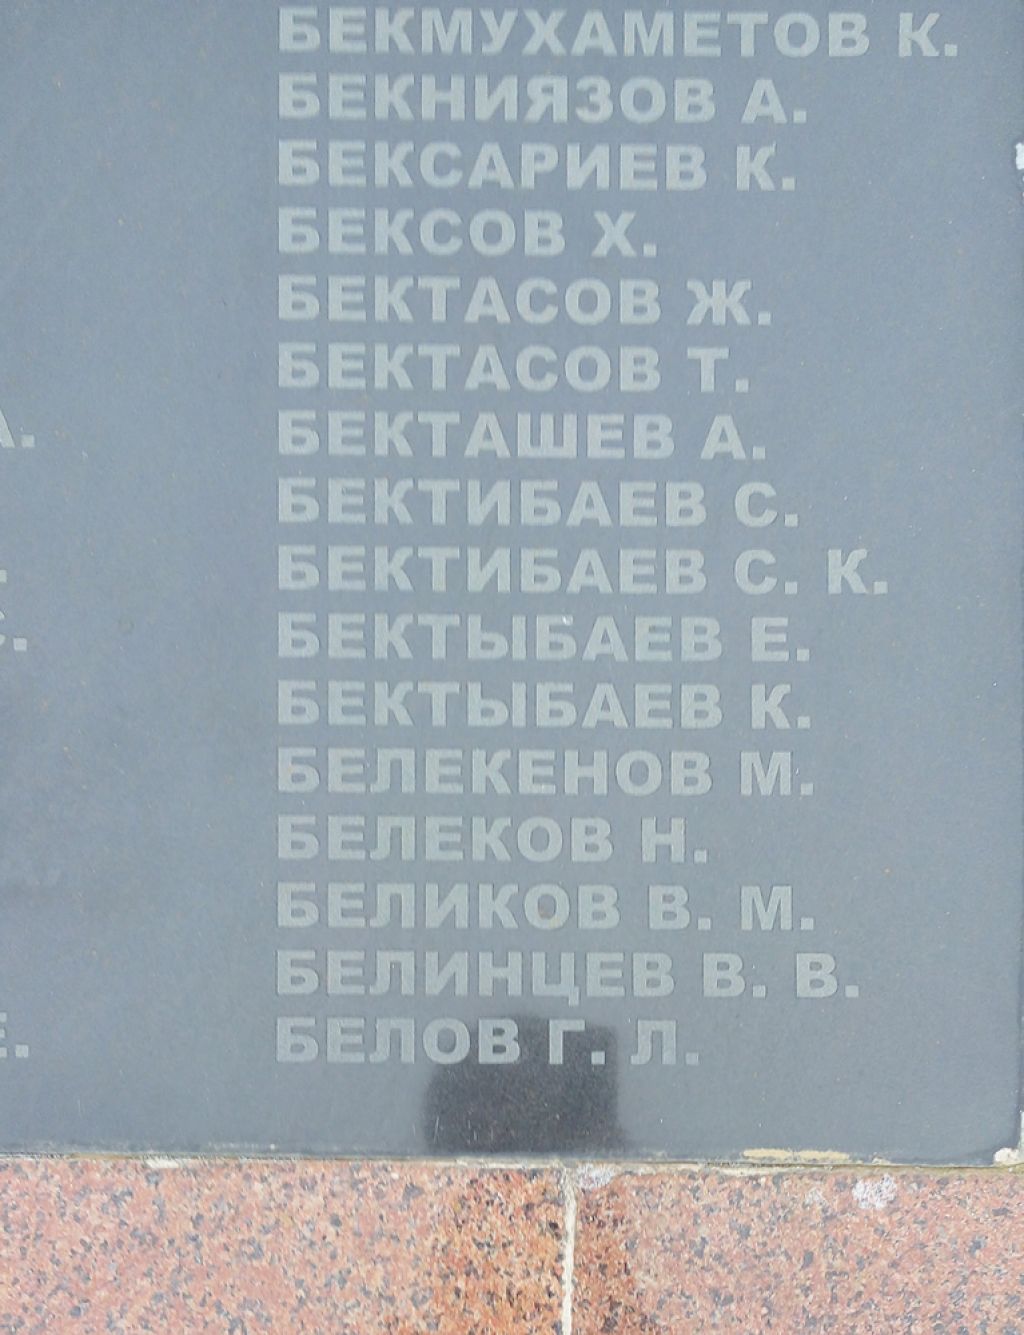 БЕКМУХАМЕТОВ К.
БЕКНИЯЗОВ А.
БЕКСАРИЕВ К.
БЕКСОВ Х.
БЕКТАСОВ Ж.
БЕКТАСОВ Т.
БЕКТАШЕВ А.
БЕКТИБАЕВ С.
БЕКТИБАЕВ С. К.
БЕКТЫБАЕВ Е.
БЕКТЫБАЕВ К.
БЕЛЕКЕНОВ М.
БЕЛЕКОВ Н.
БЕЛИКОВ В. М.
БЕЛИНЦЕВ В. В.
БЕЛОВ Г. Л.